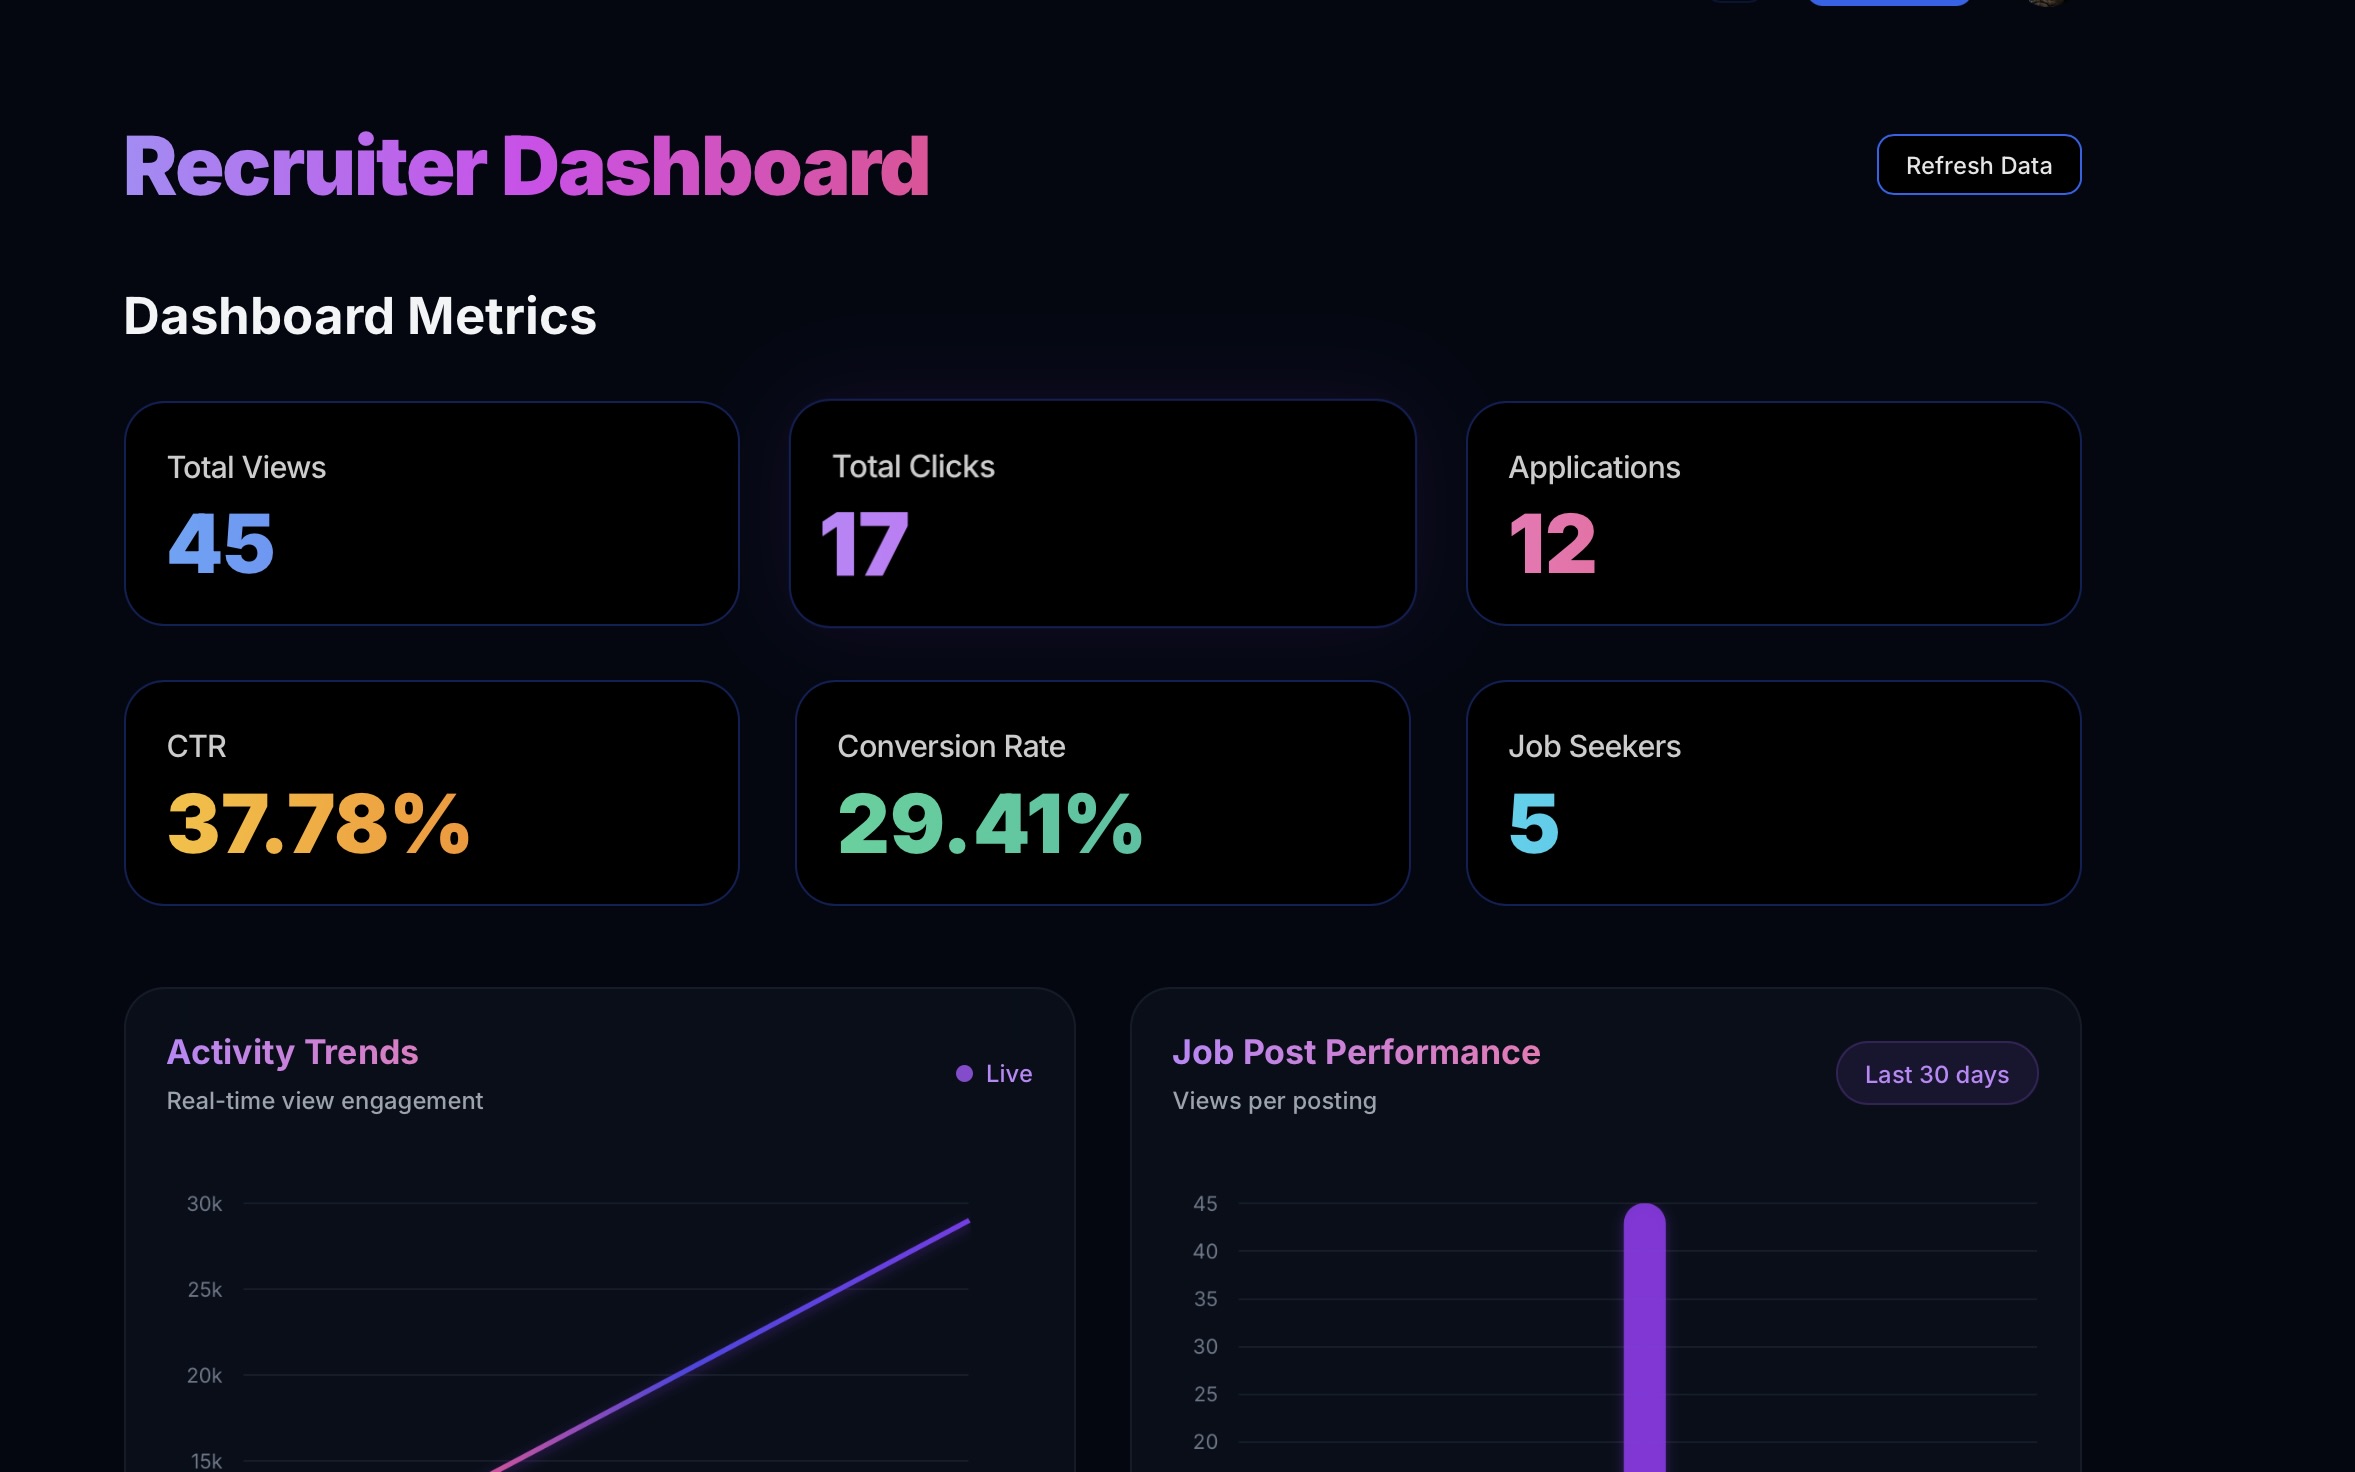 Recruiter Dashboard
Refresh Data
Dashboard Metrics
Total Views
45
Total Clicks
17
Applications
12
CTR
37.78%
Conversion Rate
29.41%
Job Seekers
5
Activity Trends
Real-time view engagement
Live
30k
25k
20k
15k
Job Post Performance
Views per posting
Last 30 days
45
40
35
30
25
20